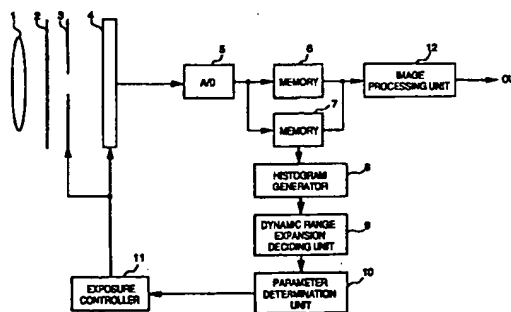 1
2
3
4
5
A/D
6
MEMORY
7
MEMORY
12
IMAGE PROCESSING UNIT
OU
8
HISTOGRAM GENERATOR
9
DYNAMIC RANGE EXPANSION DECIDING UNIT
10
PARAMETER DETERMINATION UNIT
11
EXPOSURE CONTROLLER